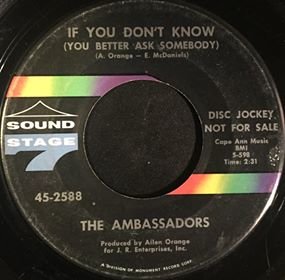 IF YOU DON'T KNOW
(YOU BETTER ASK SOMEBODY)
(A. Orange - E. McDaniels)
SOUND
STAGE
7
DISC JOCKEY
NOT FOR SALE
Cape Ann Music
BMI
S-598
Time: 2:31
45-2588
THE AMBASSADORS
Produced by Allen Orange
for J. R. Enterprises, Inc.
A DIVISION OF MONUMENT RECORD CORP.